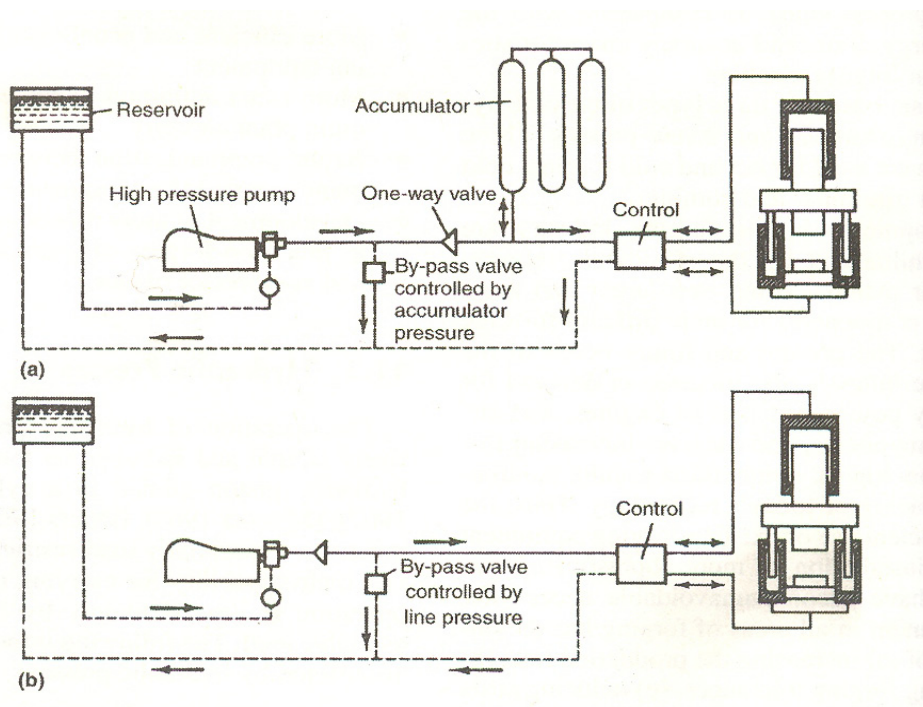 Reservoir
Accumulator
High pressure pump
One-way valve
Control
By-pass valve
controlled by
accumulator
pressure
(a)
Control
By-pass valve
controlled by
line pressure
(b)